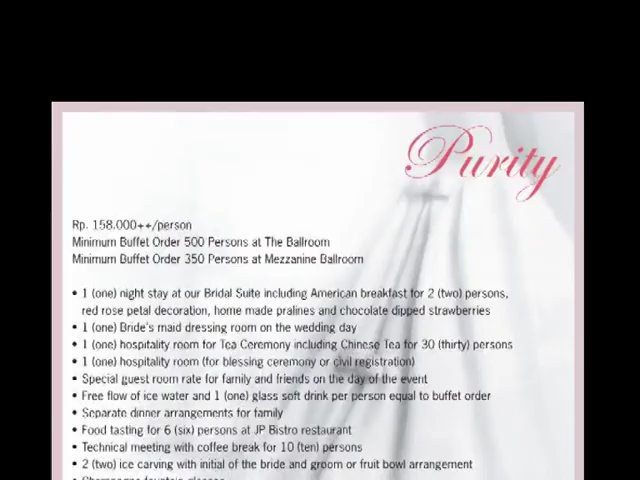 Purity
Rp. 158.000++/person
Minimum Buffet Order 500 Persons at The Ballroom
Minimum Buffet Order 350 Persons at Mezzanine Ballroom
• 1 (one) night stay at our Bridal Suite including American breakfast for 2 (two) persons,
red rose petal decoration, home made pralines and chocolate dipped strawberries
• 1 (one) Bride's maid dressing room on the wedding day
• 1 (one) hospitality room for Tea Ceremony including Chinese Tea for 30 (thirty) persons
• 1 (one) hospitality room (for blessing ceremony or civil registration)
• Special guest room rate for family and friends on the day of the event
• Free flow of ice water and 1 (one) glass soft drink per person equal to buffet order
• Separate dinner arrangements for family
• Food tasting for 6 (six) persons at JP Bistro restaurant
• Technical meeting with coffee break for 10 (ten) persons
• 2 (two) ice carving with initial of the bride and groom or fruit bowl arrangement